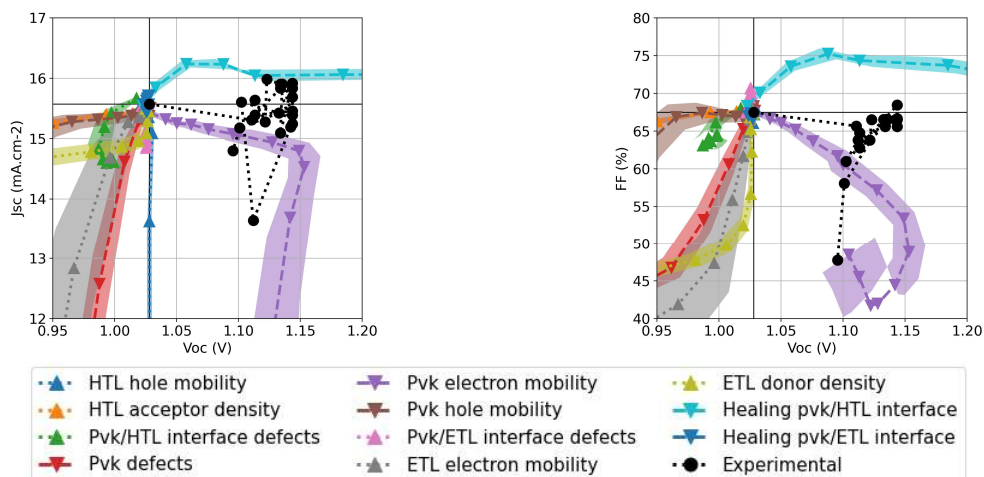 17
16
15
14
13
12
Jsc (mA.cm-2)
0.95 1.00 1.05 1.10 1.15 1.20
Voc (V)
80
75
70
65
60
55
50
45
40
FF (%)
0.95 1.00 1.05 1.10 1.15 1.20
Voc (V)
HTL hole mobility
HTL acceptor density
Pvk/HTL interface defects
Pvk defects
Pvk electron mobility
Pvk hole mobility
Pvk/ETL interface defects
ETL electron mobility
ETL donor density
Healing pvk/HTL interface
Healing pvk/ETL interface
Experimental